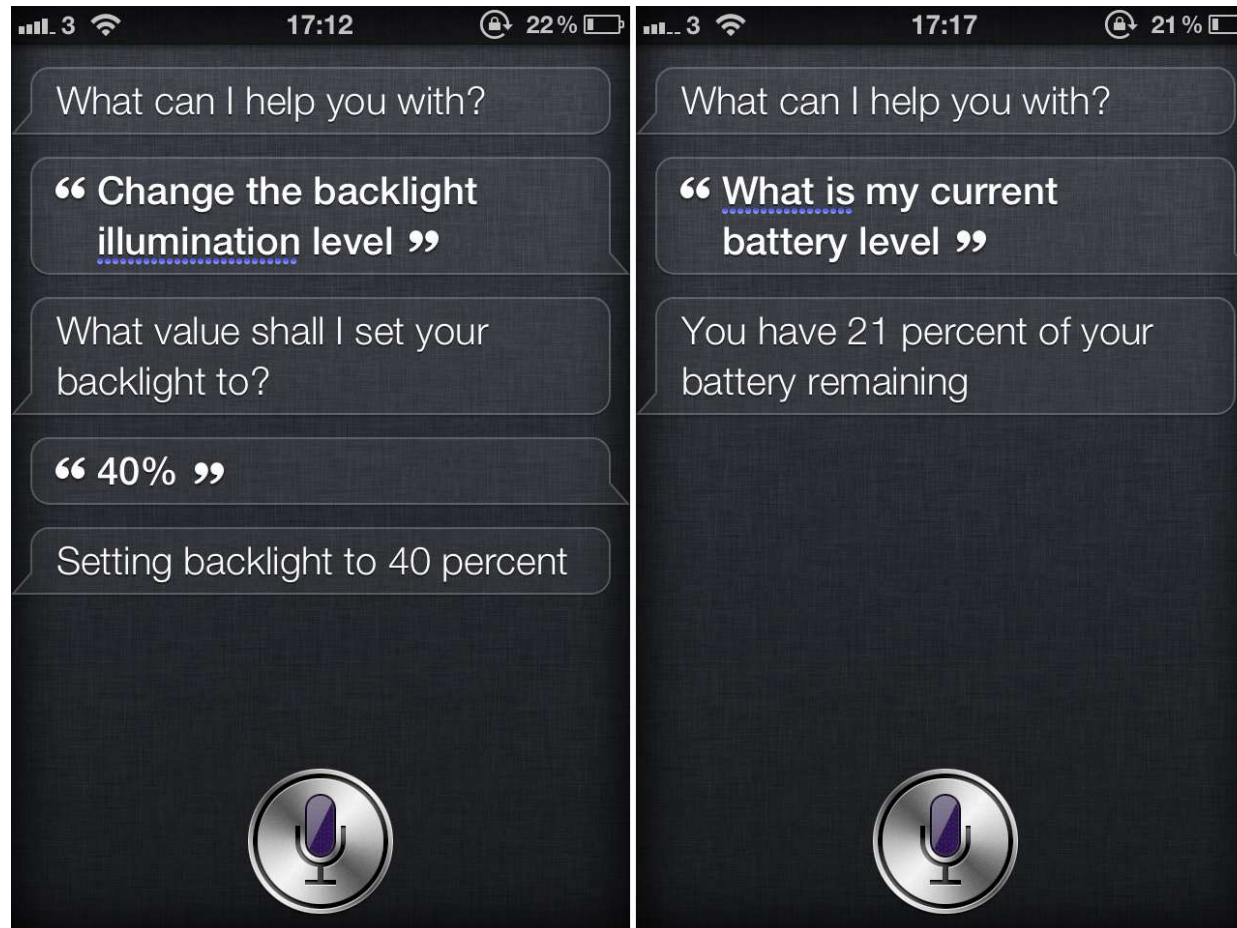 3 17:12 22%
What can I help you with?
“ Change the backlight
illumination level ”
What value shall I set your
backlight to?
“ 40% ”
Setting backlight to 40 percent
3 17:17 21%
What can I help you with?
“ What is my current
battery level ”
You have 21 percent of your
battery remaining